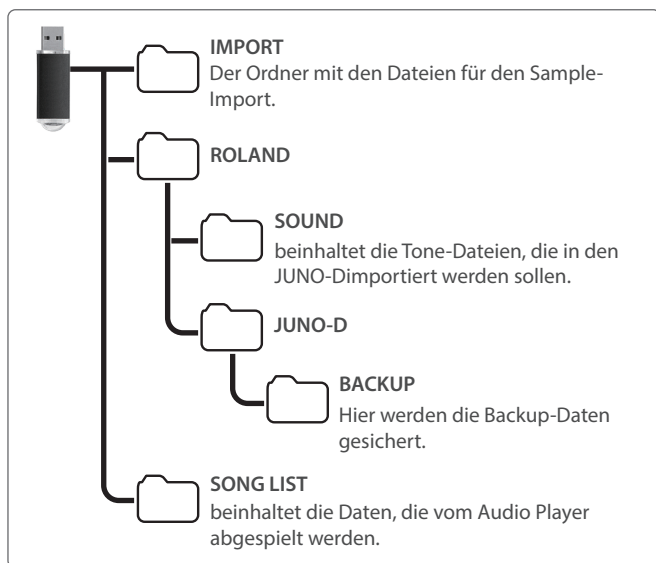 IMPORT
Der Ordner mit den Dateien für den Sample-
Import.
ROLAND
SOUND
beinhaltet die Tone-Dateien, die in den
JUNO-Dimportiert werden sollen.
JUNO-D
BACKUP
Hier werden die Backup-Daten
gesichert.
SONG LIST
beinhaltet die Daten, die vom Audio Player
abgespielt werden.